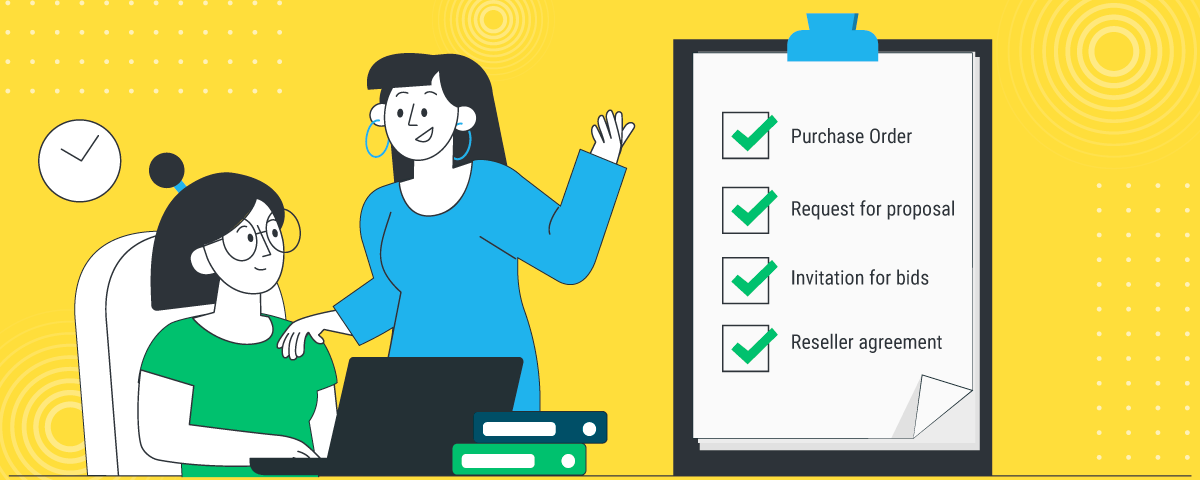 Purchase Order
Request for proposal
Invitation for bids
Reseller agreement